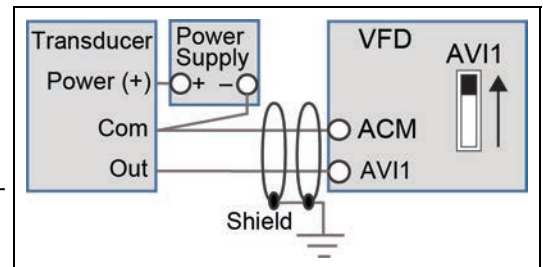 Transducer
Power (+)
Com
Out
Power
Supply
+ –
VFD
AVI1
ACM
AVI1
Shield